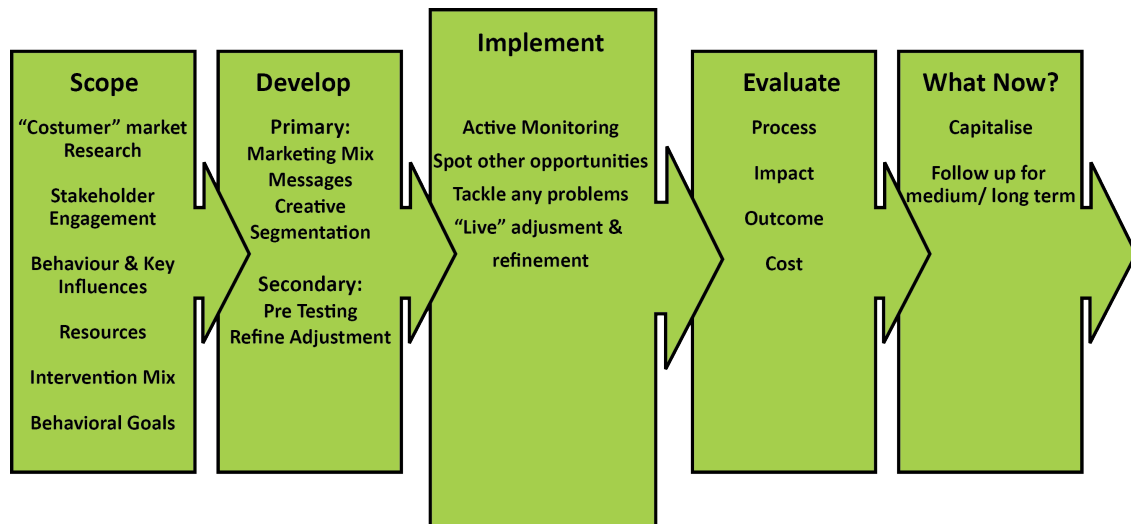 Scope
“Costumer” market
Research
Stakeholder
Engagement
Behaviour & Key
Influences
Resources
Intervention Mix
Behavioral Goals
Develop
Primary:
Marketing Mix
Messages
Creative
Segmentation
Secondary:
Pre Testing
Refine Adjustment
Implement
Active Monitoring
Spot other opportunities
Tackle any problems
“Live” adjusment &
refinement
Evaluate
Process
Impact
Outcome
Cost
What Now?
Capitalise
Follow up for
medium/ long term